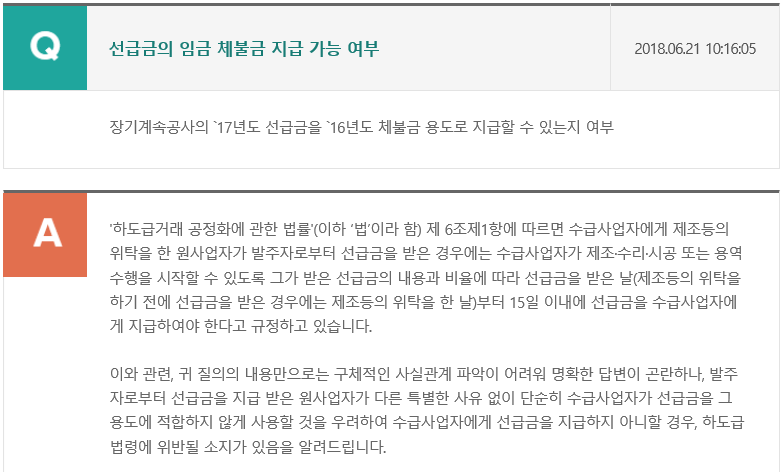 Q
선급금의 임금 체불금 지급 가능 여부
2018.06.21 10:16:05
장기계속공사의 `17년도 선급금을 `16년도 체불금 용도로 지급할 수 있는지 여부
A
'하도급거래 공정화에 관한 법률'(이하 ‘법’이라 함) 제 6조제1항에 따르면 수급사업자에게 제조등의
위탁을 한 원사업자가 발주자로부터 선급금을 받은 경우에는 수급사업자가 제조·수리·시공 또는 용역
수행을 시작할 수 있도록 그가 받은 선급금의 내용과 비율에 따라 선급금을 받은 날(제조등의 위탁을
하기 전에 선급금을 받은 경우에는 제조등의 위탁을 한 날)부터 15일 이내에 선급금을 수급사업자에
게 지급하여야 한다고 규정하고 있습니다.
이와 관련, 귀 질의의 내용만으로는 구체적인 사실관계 파악이 어려워 명확한 답변이 곤란하나, 발주
자로부터 선급금을 지급 받은 원사업자가 다른 특별한 사유 없이 단순히 수급사업자가 선급금을 그
용도에 적합하지 않게 사용할 것을 우려하여 수급사업자에게 선급금을 지급하지 아니할 경우, 하도급
법령에 위반될 소지가 있음을 알려드립니다.